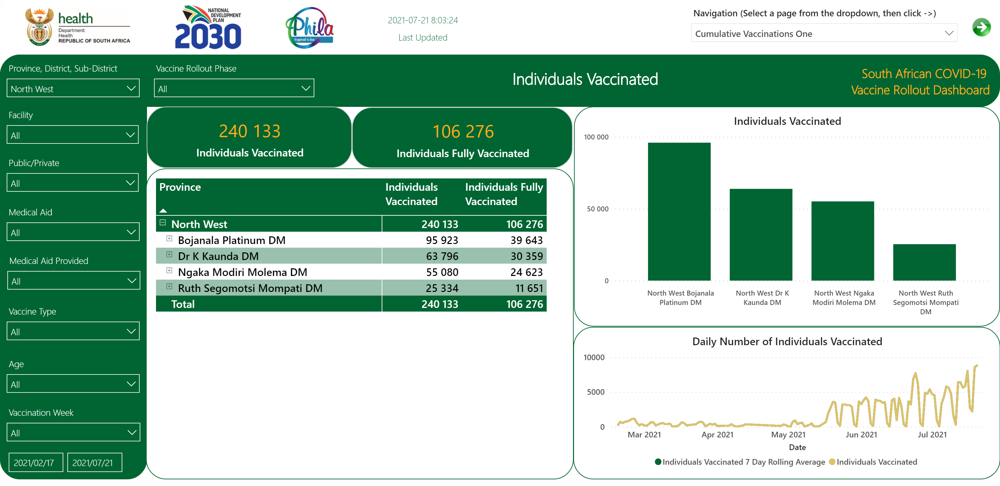 health
Department:
Health
REPUBLIC OF SOUTH AFRICA
NATIONAL
DEVELOPMENT
PLAN
2030
Phila
Inspired to live
2021-07-21 8:03:24
Last Updated
Navigation (Select a page from the dropdown, then click ->)
Cumulative Vaccinations One
Province, District, Sub-District
North West
Vaccine Rollout Phase
All
Individuals Vaccinated
South African COVID-19
Vaccine Rollout Dashboard
Facility
All
Public/Private
All
Medical Aid
All
Medical Aid Provided
All
Vaccine Type
All
Age
All
Vaccination Week
All
2021/02/17 2021/07/21
240 133
Individuals Vaccinated
106 276
Individuals Fully Vaccinated
Province Individuals Vaccinated Individuals Fully Vaccinated
North West 240 133 106 276
Bojanala Platinum DM 95 923 39 643
Dr K Kaunda DM 63 796 30 359
Ngaka Modiri Molema DM 55 080 24 623
Ruth Segomotsi Mompati DM 25 334 11 651
Total 240 133 106 276
Individuals Vaccinated
100 000
50 000
0
North West Bojanala
Platinum DM
North West Dr K
Kaunda DM
North West Ngaka
Modiri Molema DM
North West Ruth
Segomotsi Mompati
DM
Daily Number of Individuals Vaccinated
10000
5000
0
Mar 2021 Apr 2021 May 2021 Jun 2021 Jul 2021
Date
Individuals Vaccinated 7 Day Rolling Average Individuals Vaccinated